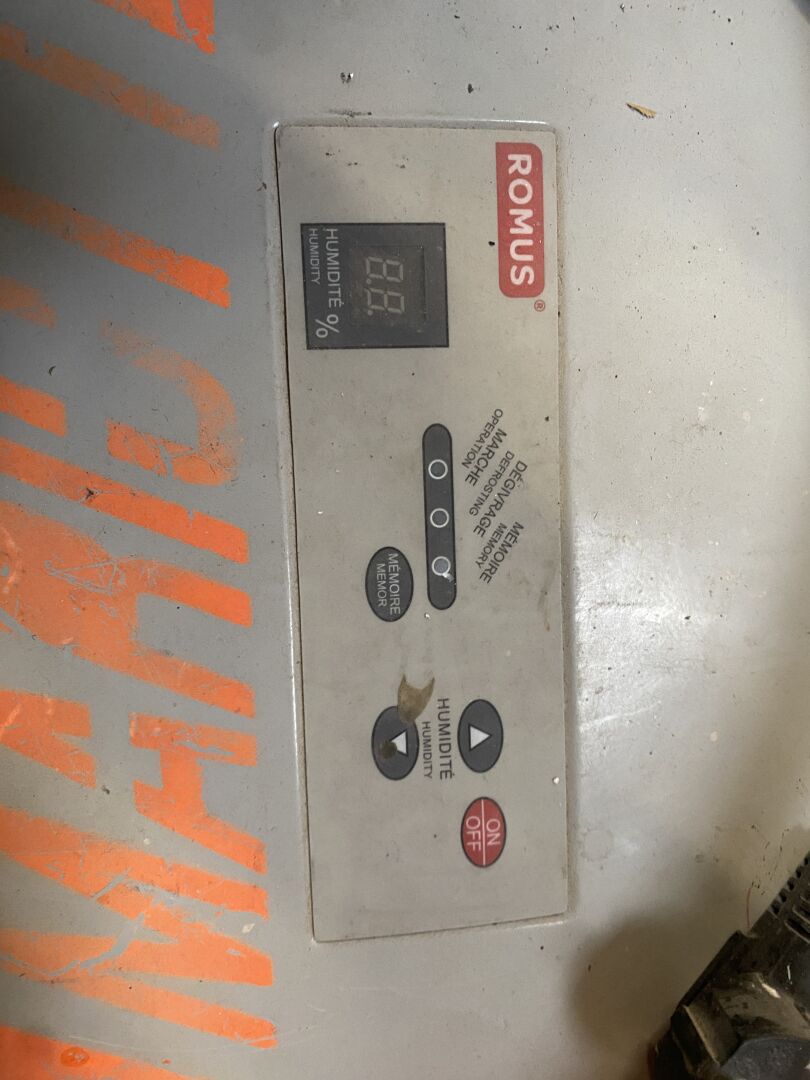 ROMUS®
8.8.
HUMIDITÉ %
HUMIDITY
MARCHE
OPERATION
DÉGIVRAGE
DEFROSTING
MÉMOIRE
MEMORY
MÉMOIRE
MEMOR
HUMIDITÉ
HUMIDITY
ON
OFF